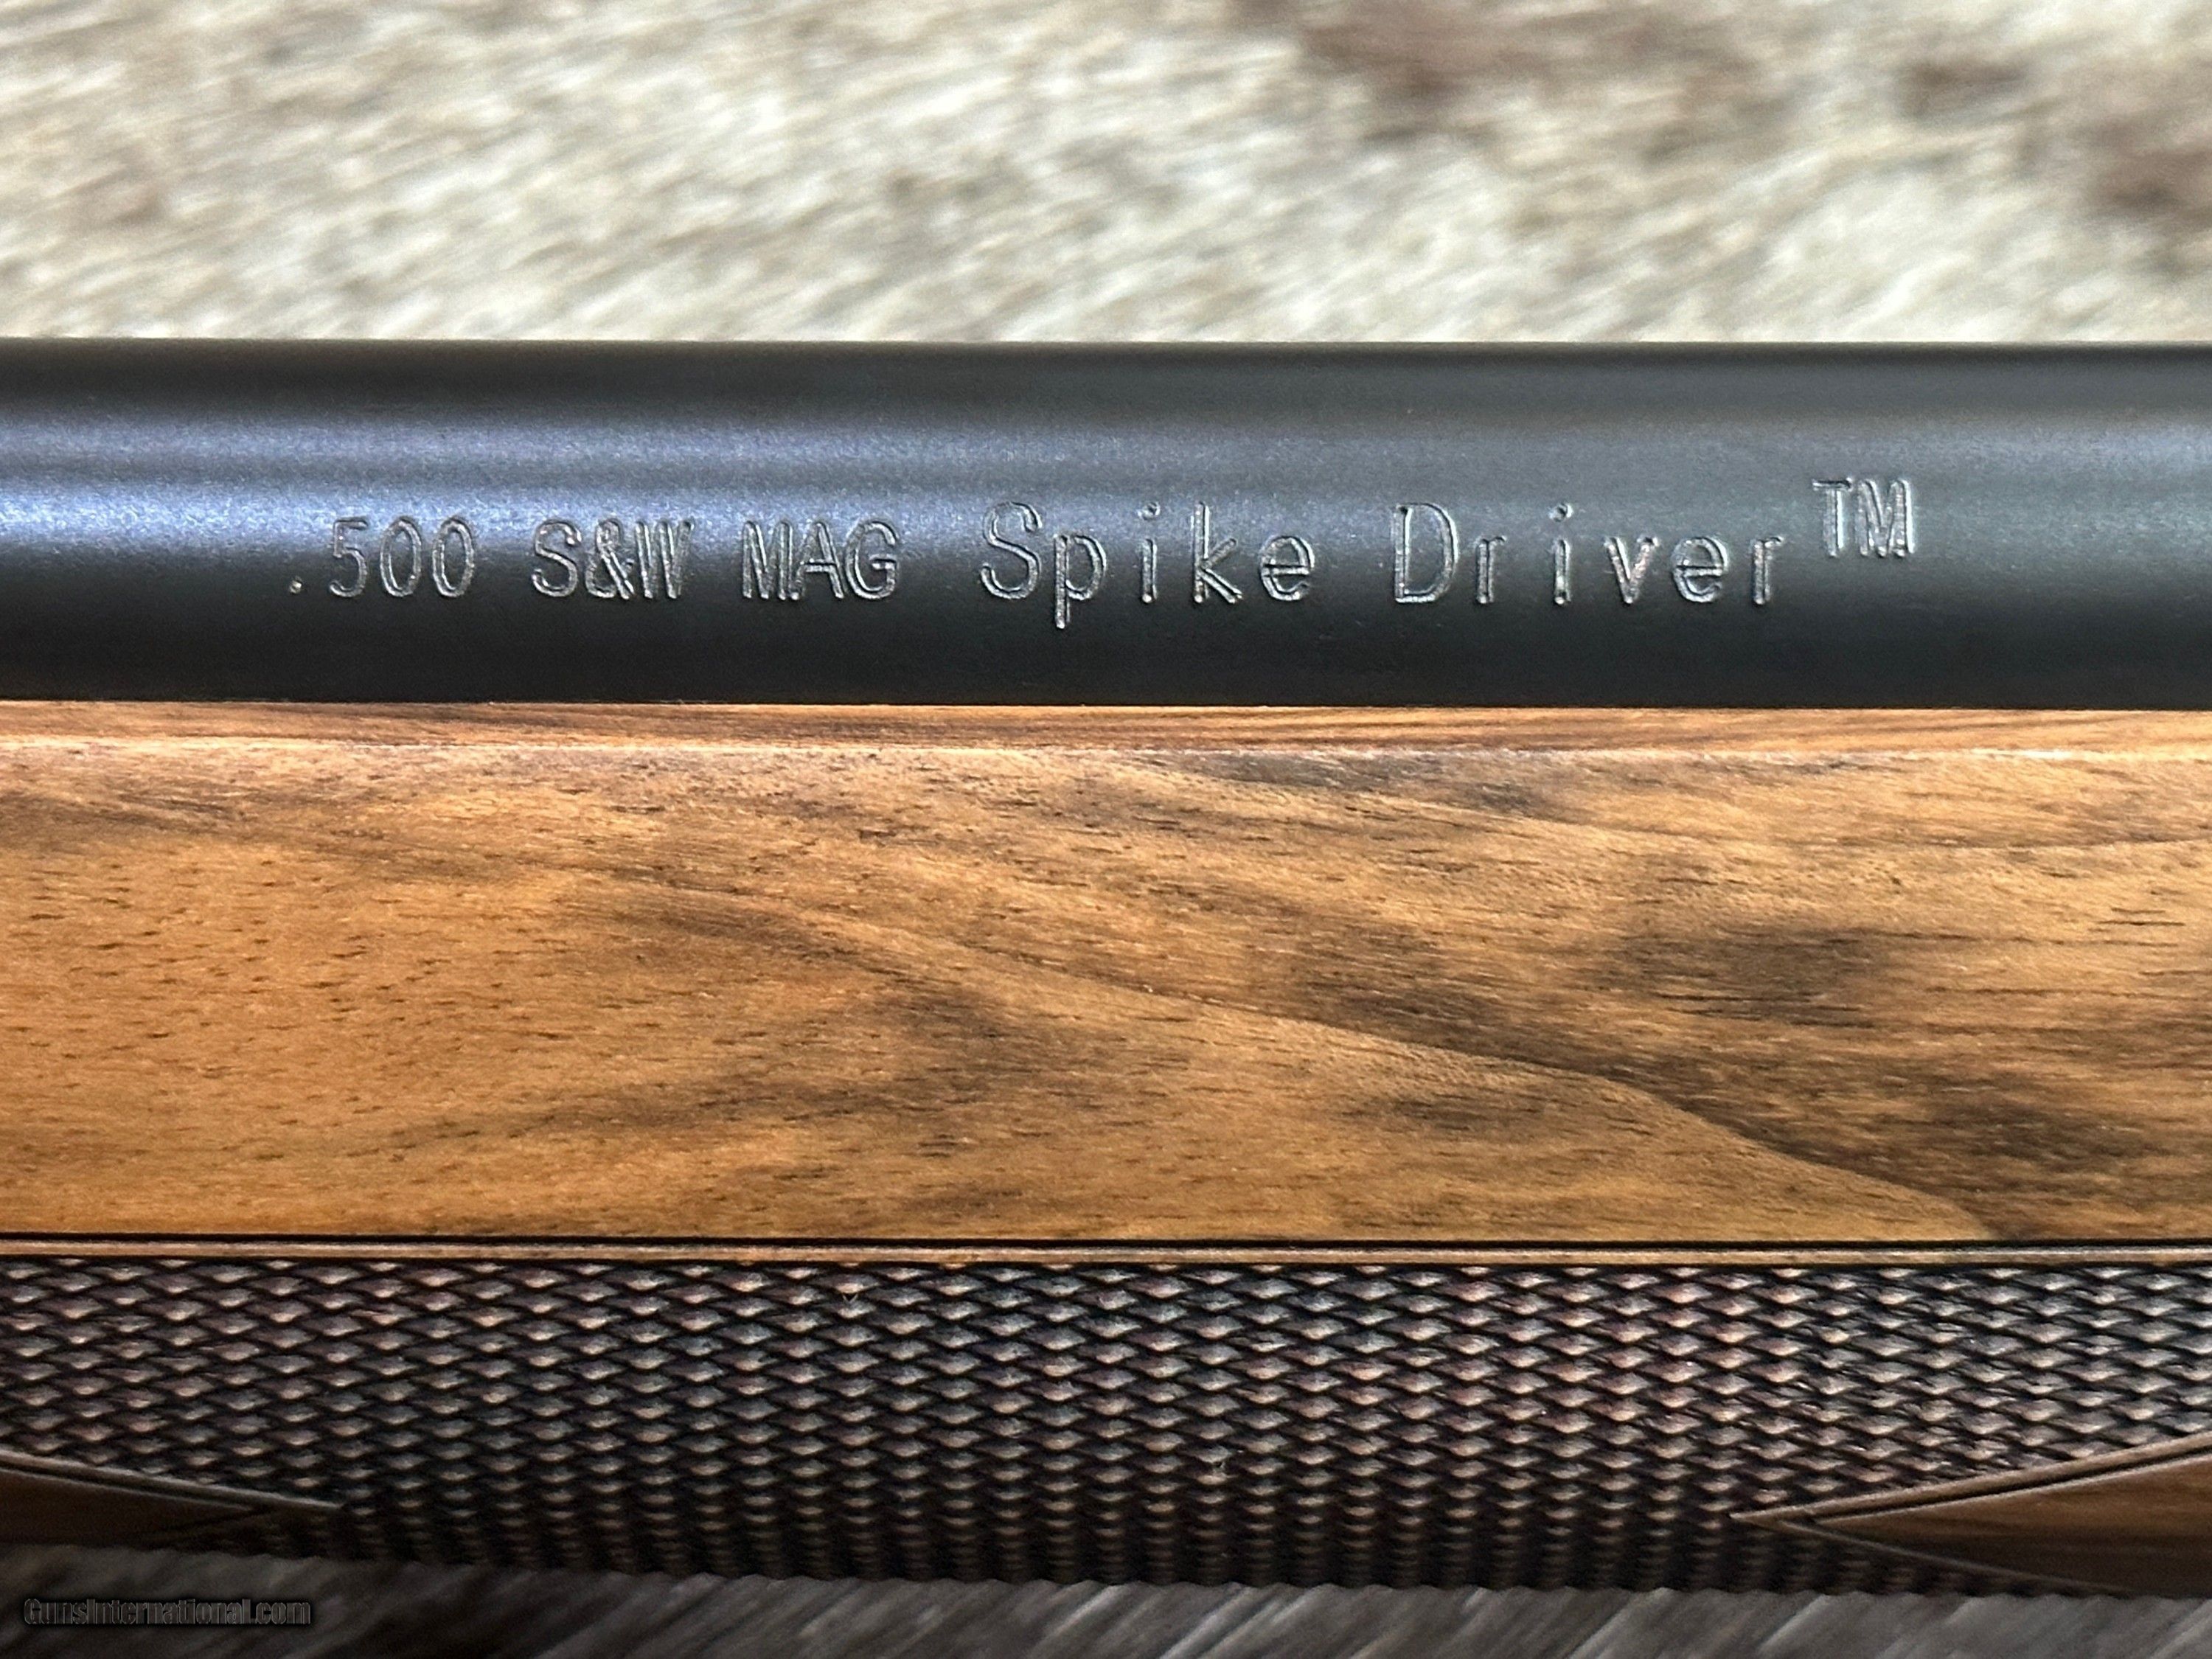 .500 S&W MAG Spike Driver™
GunsInternational.com